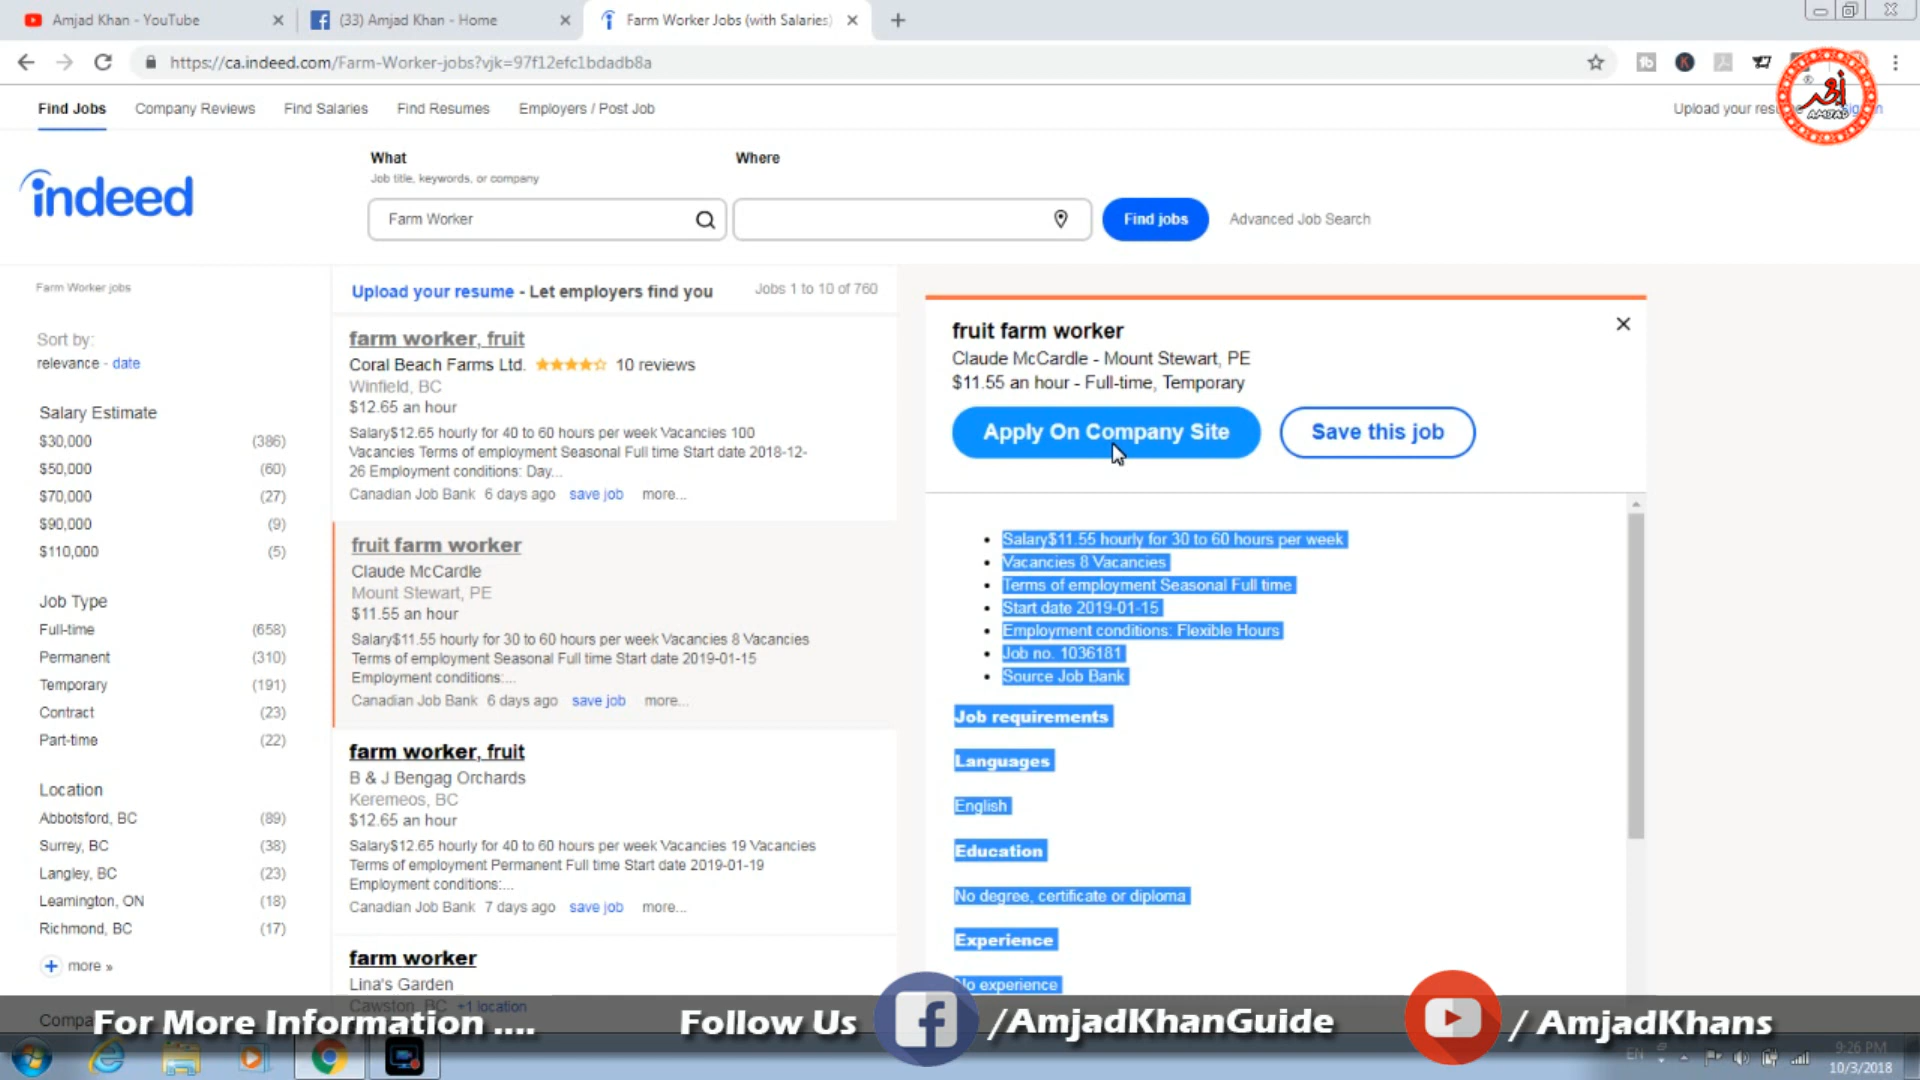 Amjad Khan - YouTube
(33) Amjad Khan - Home
Farm Worker Jobs (with Salaries)
https://ca.indeed.com/Farm-Worker-jobs?vjk=97f12efc1bdadb8a
Find Jobs
Company Reviews
Find Salaries
Find Resumes
Employers / Post Job
Upload your resu
امجد
AMJAD
indeed
What
Job title, keywords, or company
Farm Worker
Where
Find jobs
Advanced Job Search
Farm Worker jobs
Sort by:
relevance - date
Salary Estimate
$30,000 (386)
$50,000 (60)
$70,000 (27)
$90,000 (9)
$110,000 (5)
Job Type
Full-time (658)
Permanent (310)
Temporary (191)
Contract (23)
Part-time (22)
Location
Abbotsford, BC (89)
Surrey, BC (38)
Langley, BC (23)
Leamington, ON (18)
Richmond, BC (17)
more »
Upload your resume - Let employers find you
Jobs 1 to 10 of 760
farm worker, fruit
Coral Beach Farms Ltd. 10 reviews
Winfield, BC
$12.65 an hour
Salary$12.65 hourly for 40 to 60 hours per week Vacancies 100
Vacancies Terms of employment Seasonal Full time Start date 2018-12-
26 Employment conditions: Day...
Canadian Job Bank 6 days ago save job more...
fruit farm worker
Claude McCardle
Mount Stewart, PE
$11.55 an hour
Salary$11.55 hourly for 30 to 60 hours per week Vacancies 8 Vacancies
Terms of employment Seasonal Full time Start date 2019-01-15
Employment conditions:...
Canadian Job Bank 6 days ago save job more...
farm worker, fruit
B & J Bengag Orchards
Keremeos, BC
$12.65 an hour
Salary$12.65 hourly for 40 to 60 hours per week Vacancies 19 Vacancies
Terms of employment Permanent Full time Start date 2019-01-19
Employment conditions:...
Canadian Job Bank 7 days ago save job more...
farm worker
Lina's Garden
Cawston, BC +1 location
fruit farm worker
Claude McCardle - Mount Stewart, PE
$11.55 an hour - Full-time, Temporary
Apply On Company Site
Save this job
Salary$11.55 hourly for 30 to 60 hours per week
Vacancies 8 Vacancies
Terms of employment Seasonal Full time
Start date 2019-01-15
Employment conditions: Flexible Hours
Job no. 1036181
Source Job Bank
Job requirements
Languages
English
Education
No degree, certificate or diploma
Experience
No experience
Compa
For More Information ....
Follow Us
/AmjadKhanGuide
/ AmjadKhans
EN
9:26 PM
10/3/2018